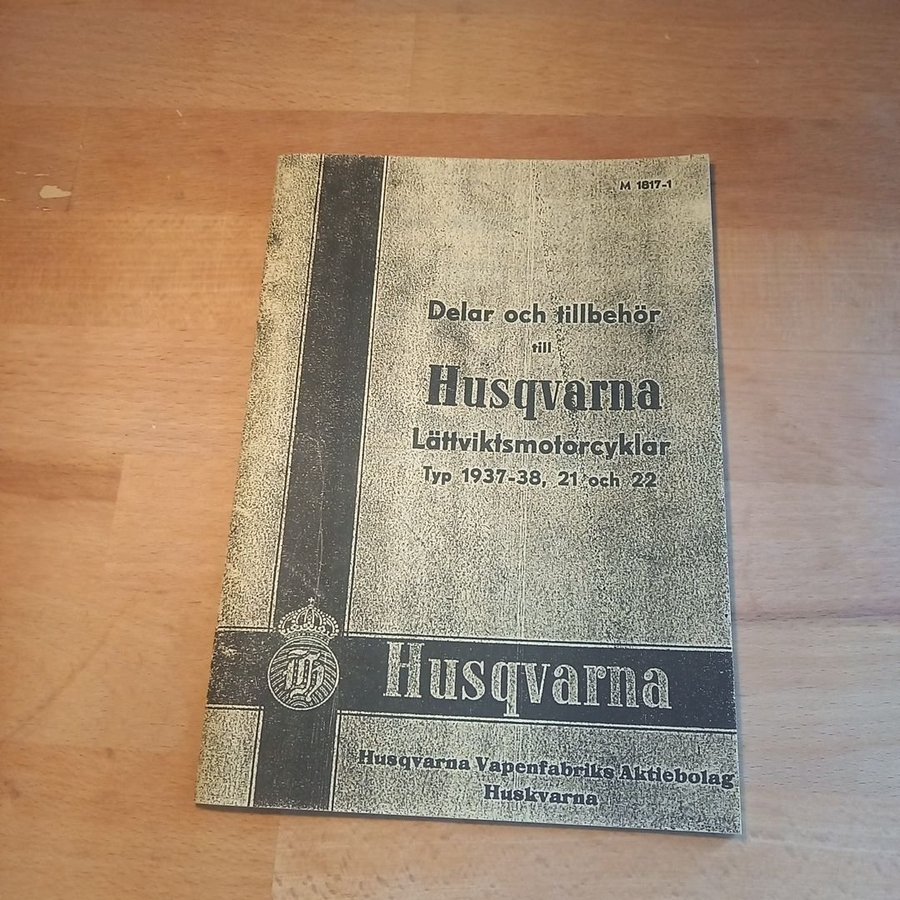 M 1817-1
Delar och tillbehör
till
Husqvarna
Lättviktsmotorcyklar
Typ 1937-38, 21 och 22
Husqvarna
Husqvarna Vapenfabriks Aktiebolag
Huskvarna